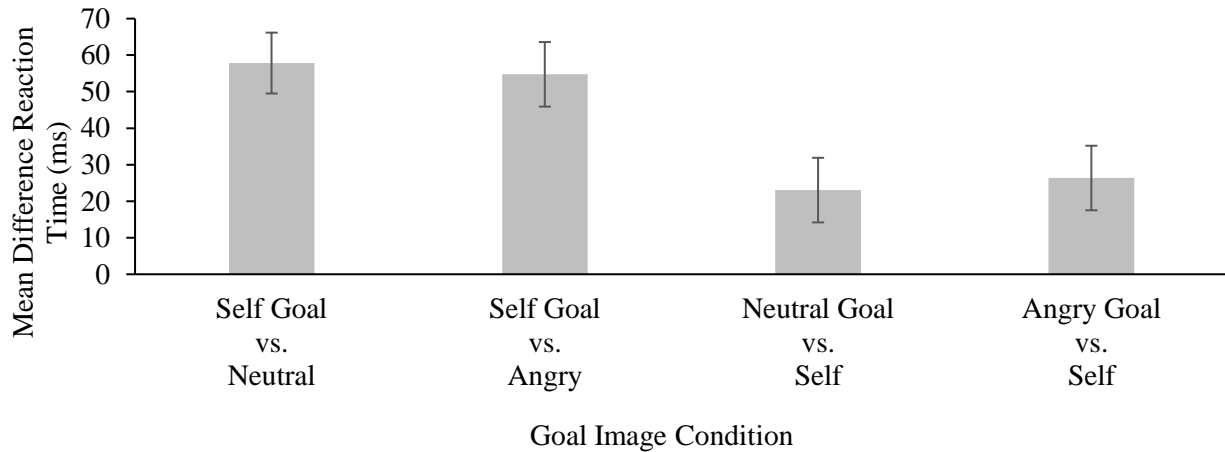 Mean Difference Reaction
Time (ms)
70
60
50
40
30
20
10
0
Self Goal
vs.
Neutral
Self Goal
vs.
Angry
Neutral Goal
vs.
Self
Angry Goal
vs.
Self
Goal Image Condition